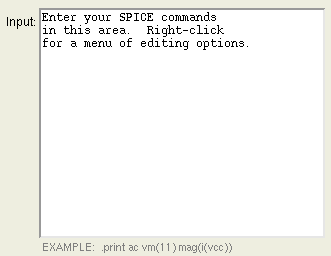 Input:
Enter your SPICE commands
in this area.  Right-click
for a menu of editing options.
EXAMPLE:  .print ac vm(11) mag(i(vcc))